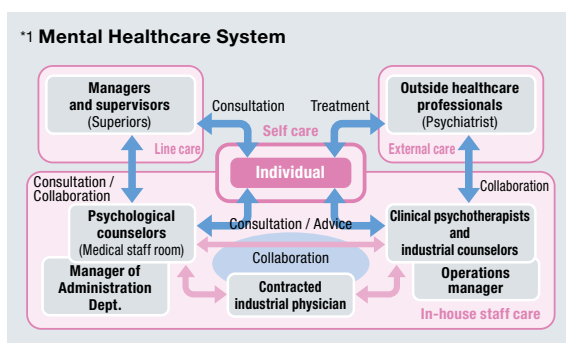 *1 Mental Healthcare System
Managers
and supervisors
(Superiors)
Line care
Consultation
Treatment
Self care
Individual
Outside healthcare
professionals
(Psychiatrist)
External care
Consultation /
Collaboration
Collaboration
Psychological
counselors
(Medical staff room)
Manager of
Administration
Dept.
Consultation / Advice
Collaboration
Contracted
industrial physician
Clinical psychotherapists
and
industrial counselors
Operations
manager
In-house staff care